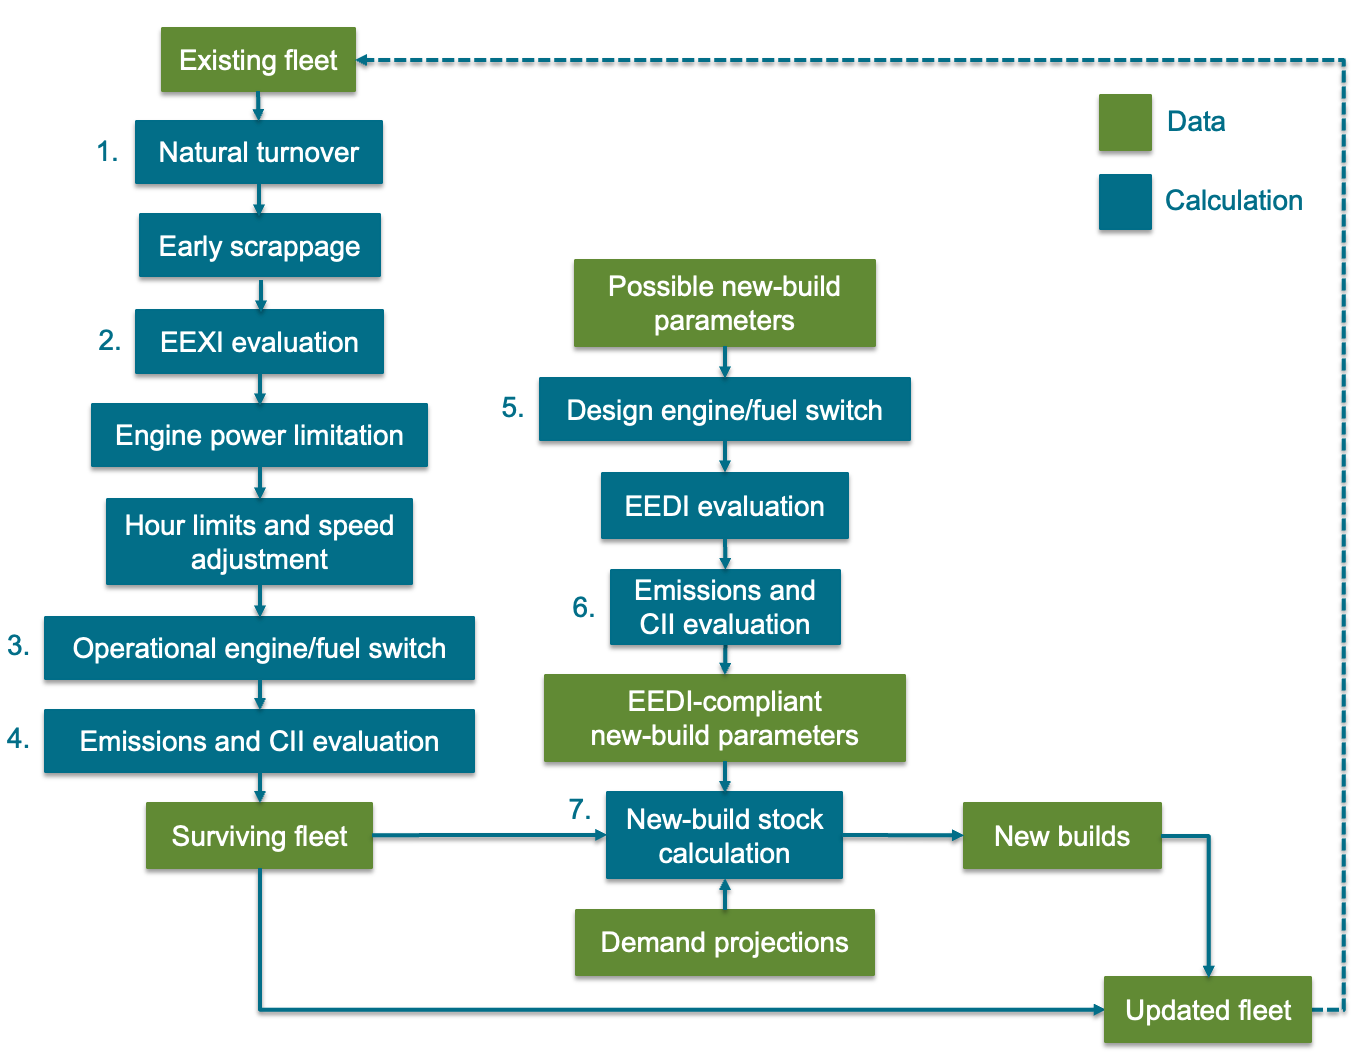 Existing fleet
1.
Natural turnover
Early scrappage
2.
EEXI evaluation
Engine power limitation
Hour limits and speed
adjustment
3.
Operational engine/fuel switch
4.
Emissions and CII evaluation
Surviving fleet
Possible new-build
parameters
5.
Design engine/fuel switch
EEDI evaluation
6.
Emissions and
CII evaluation
EEDI-compliant
new-build parameters
7.
New-build stock
calculation
Demand projections
New builds
Updated fleet
Data
Calculation